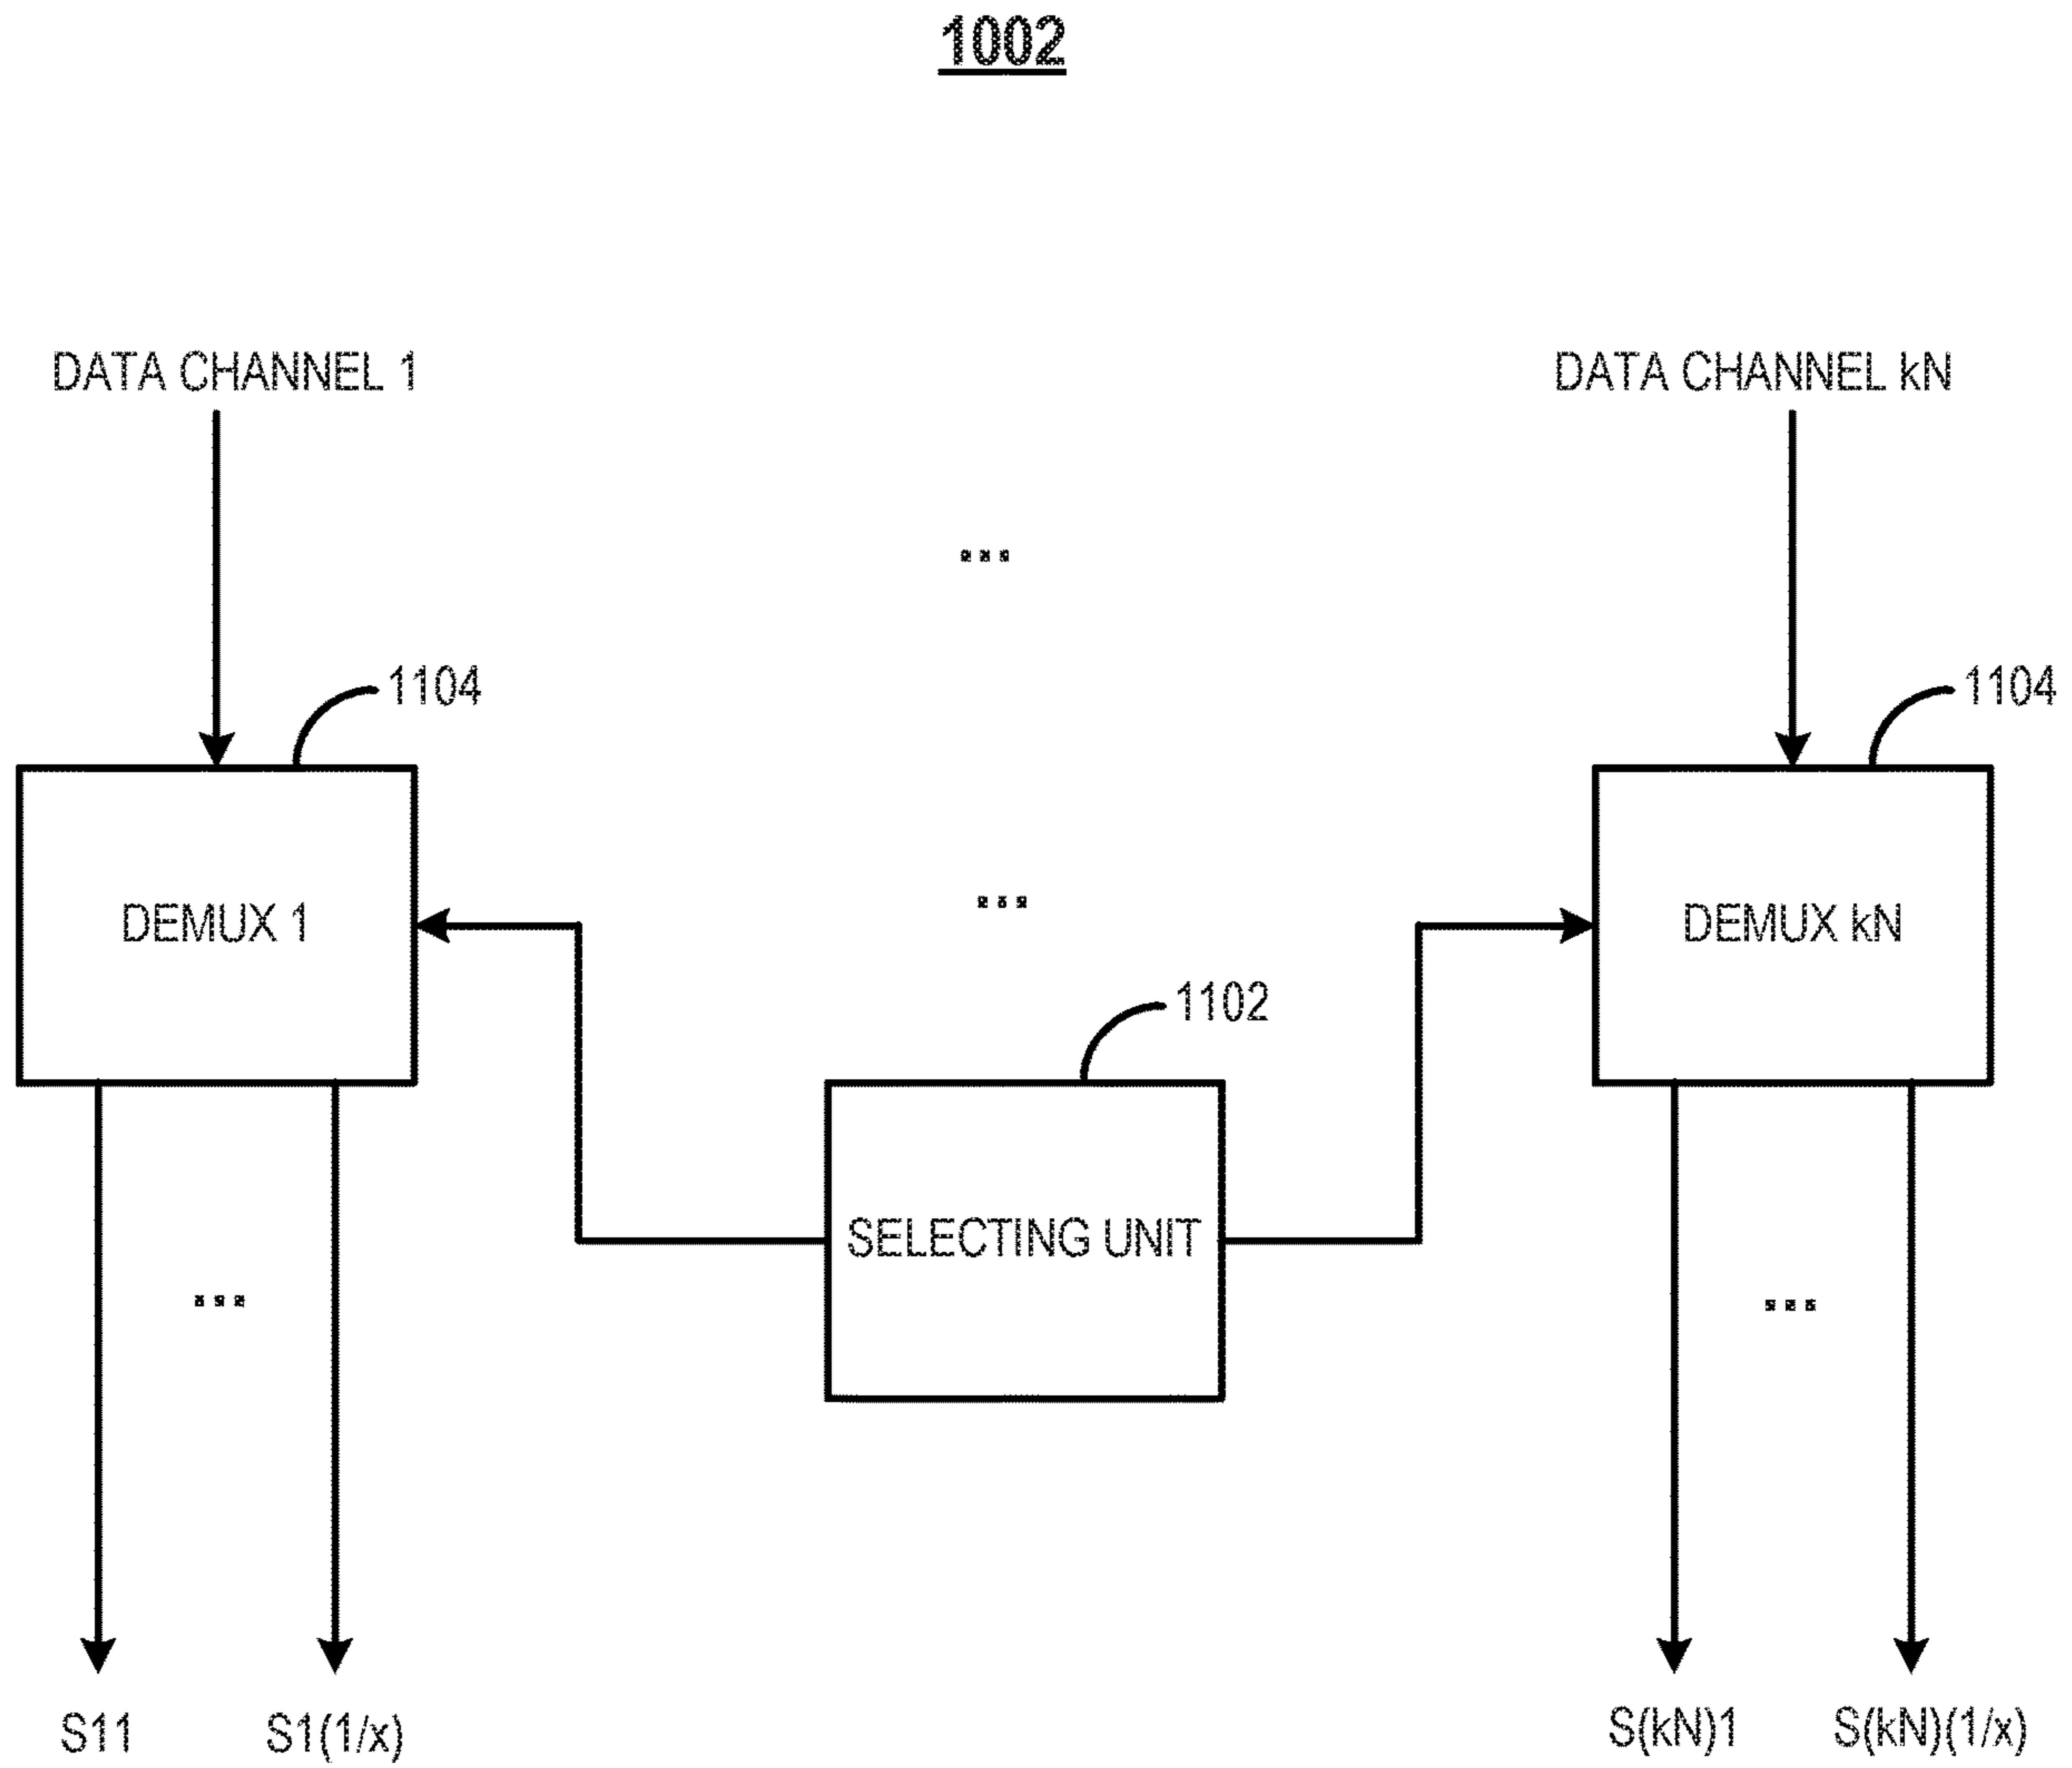 1002
DATA CHANNEL 1
DATA CHANNEL kN
...
1104
1104
DEMUX 1
...
DEMUX kN
1102
SELECTING UNIT
...
...
S11
S1(1/x)
S(kN)1
S(kN)(1/x)